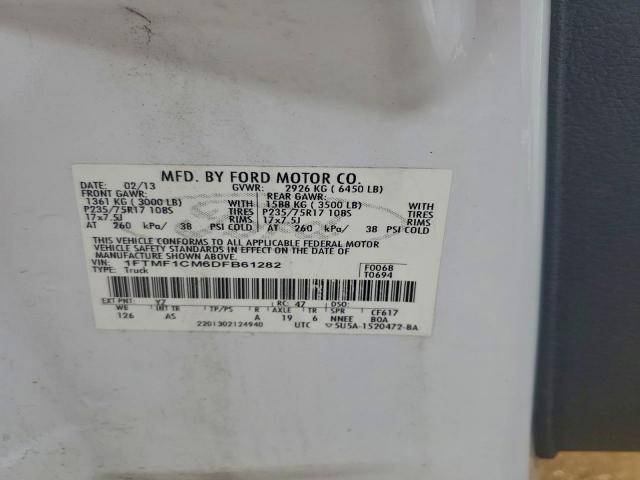 MFD. BY FORD MOTOR CO.
DATE: 02/13 GVWR: 2926 KG ( 6450 LB)
FRONT GAWR: REAR GAWR:
1361 KG ( 3000 LB) WITH 1588 KG ( 3500 LB)
P235/75R17 108S TIRES P235/75R17 108S
17x7.5J RIMS 17x7.5J
AT 260 kPa/ 38 PSI COLD AT 260 kPa/ 38 PSI COLD
THIS VEHICLE CONFORMS TO ALL APPLICABLE FEDERAL MOTOR
VEHICLE SAFETY AND THEFT PREVENTION STANDARDS IN
EFFECT ON THE DATE OF
MANUFACTURE SHOWN ABOVE.
VIN: 1FTMF1CM6DFB61282
TYPE: Truck
F0068
T0694
EXT PNT: YZ RC: 47 DSO:
WB INT TR TP/PS R AXLE TR SPR CF617
126 AS A 19 6 NNEE BOA
2201302124940 UTC 5U5A-1520472-BA